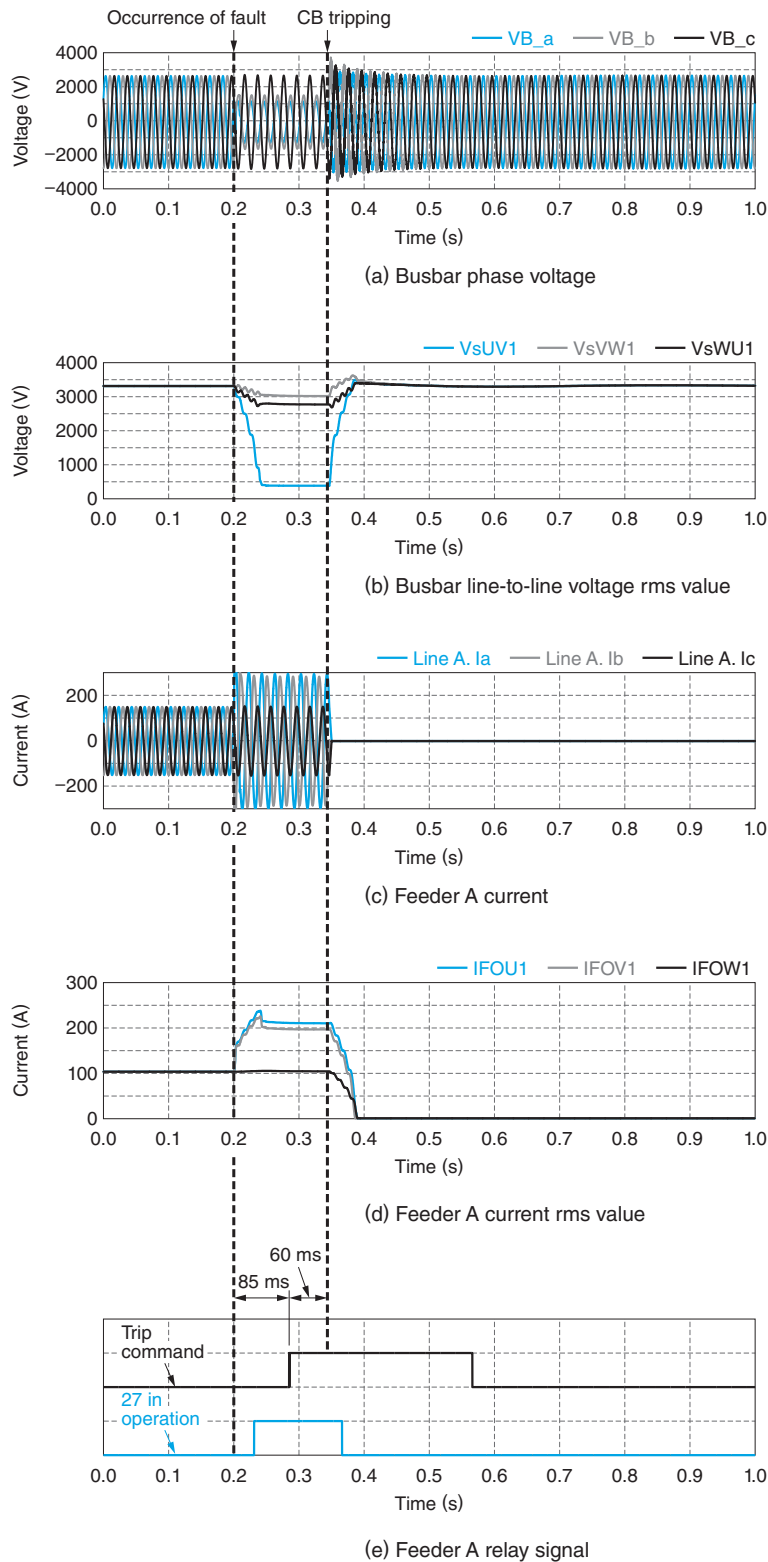 Occurrence of fault CB tripping
VB_a VB_b VB_c
Voltage (V)
4000
2000
0
−2000
−4000
0.0 0.1 0.2 0.3 0.4 0.5 0.6 0.7 0.8 0.9 1.0
Time (s)
(a) Busbar phase voltage
VsUV1 VsVW1 VsWU1
Voltage (V)
4000
3000
2000
1000
0
0.0 0.1 0.2 0.3 0.4 0.5 0.6 0.7 0.8 0.9 1.0
Time (s)
(b) Busbar line-to-line voltage rms value
Line A. Ia Line A. Ib Line A. Ic
Current (A)
200
0
−200
0.0 0.1 0.2 0.3 0.4 0.5 0.6 0.7 0.8 0.9 1.0
Time (s)
(c) Feeder A current
IFOU1 IFOV1 IFOW1
Current (A)
300
200
100
0
0.0 0.1 0.2 0.3 0.4 0.5 0.6 0.7 0.8 0.9 1.0
Time (s)
(d) Feeder A current rms value
60 ms
85 ms
Trip
command
27 in
operation
0.0 0.1 0.2 0.3 0.4 0.5 0.6 0.7 0.8 0.9 1.0
Time (s)
(e) Feeder A relay signal